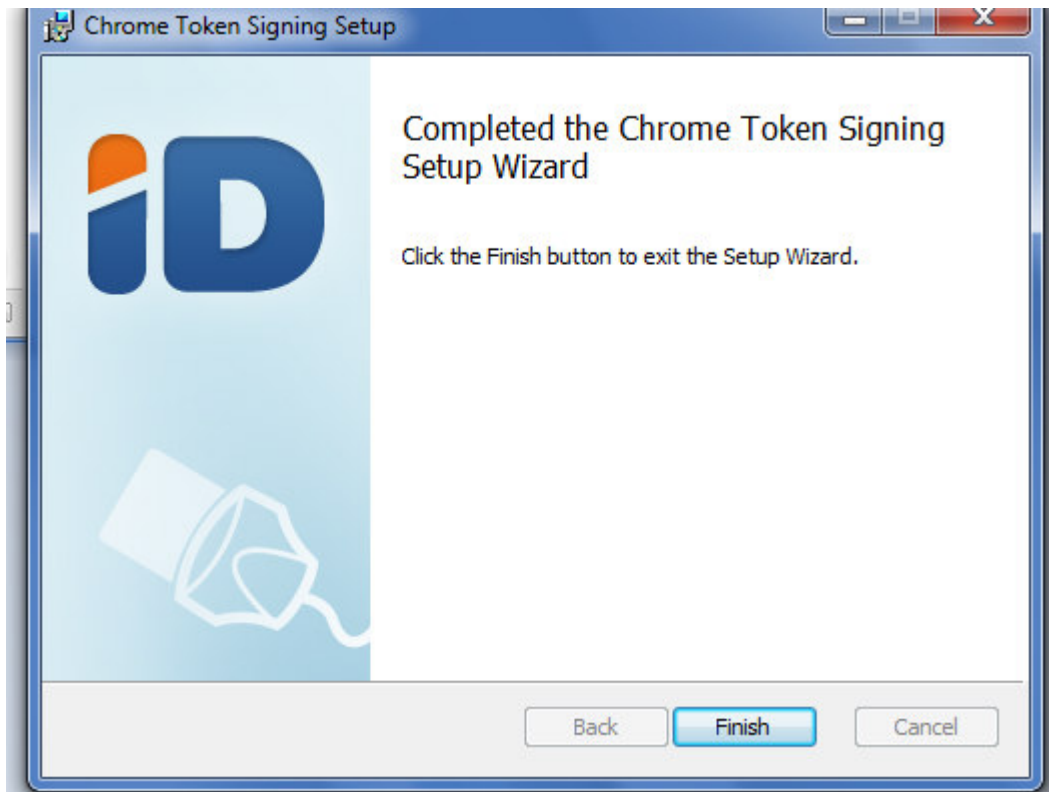 Chrome Token Signing Setup
iD
Completed the Chrome Token Signing
Setup Wizard
Click the Finish button to exit the Setup Wizard.
Back
Finish
Cancel